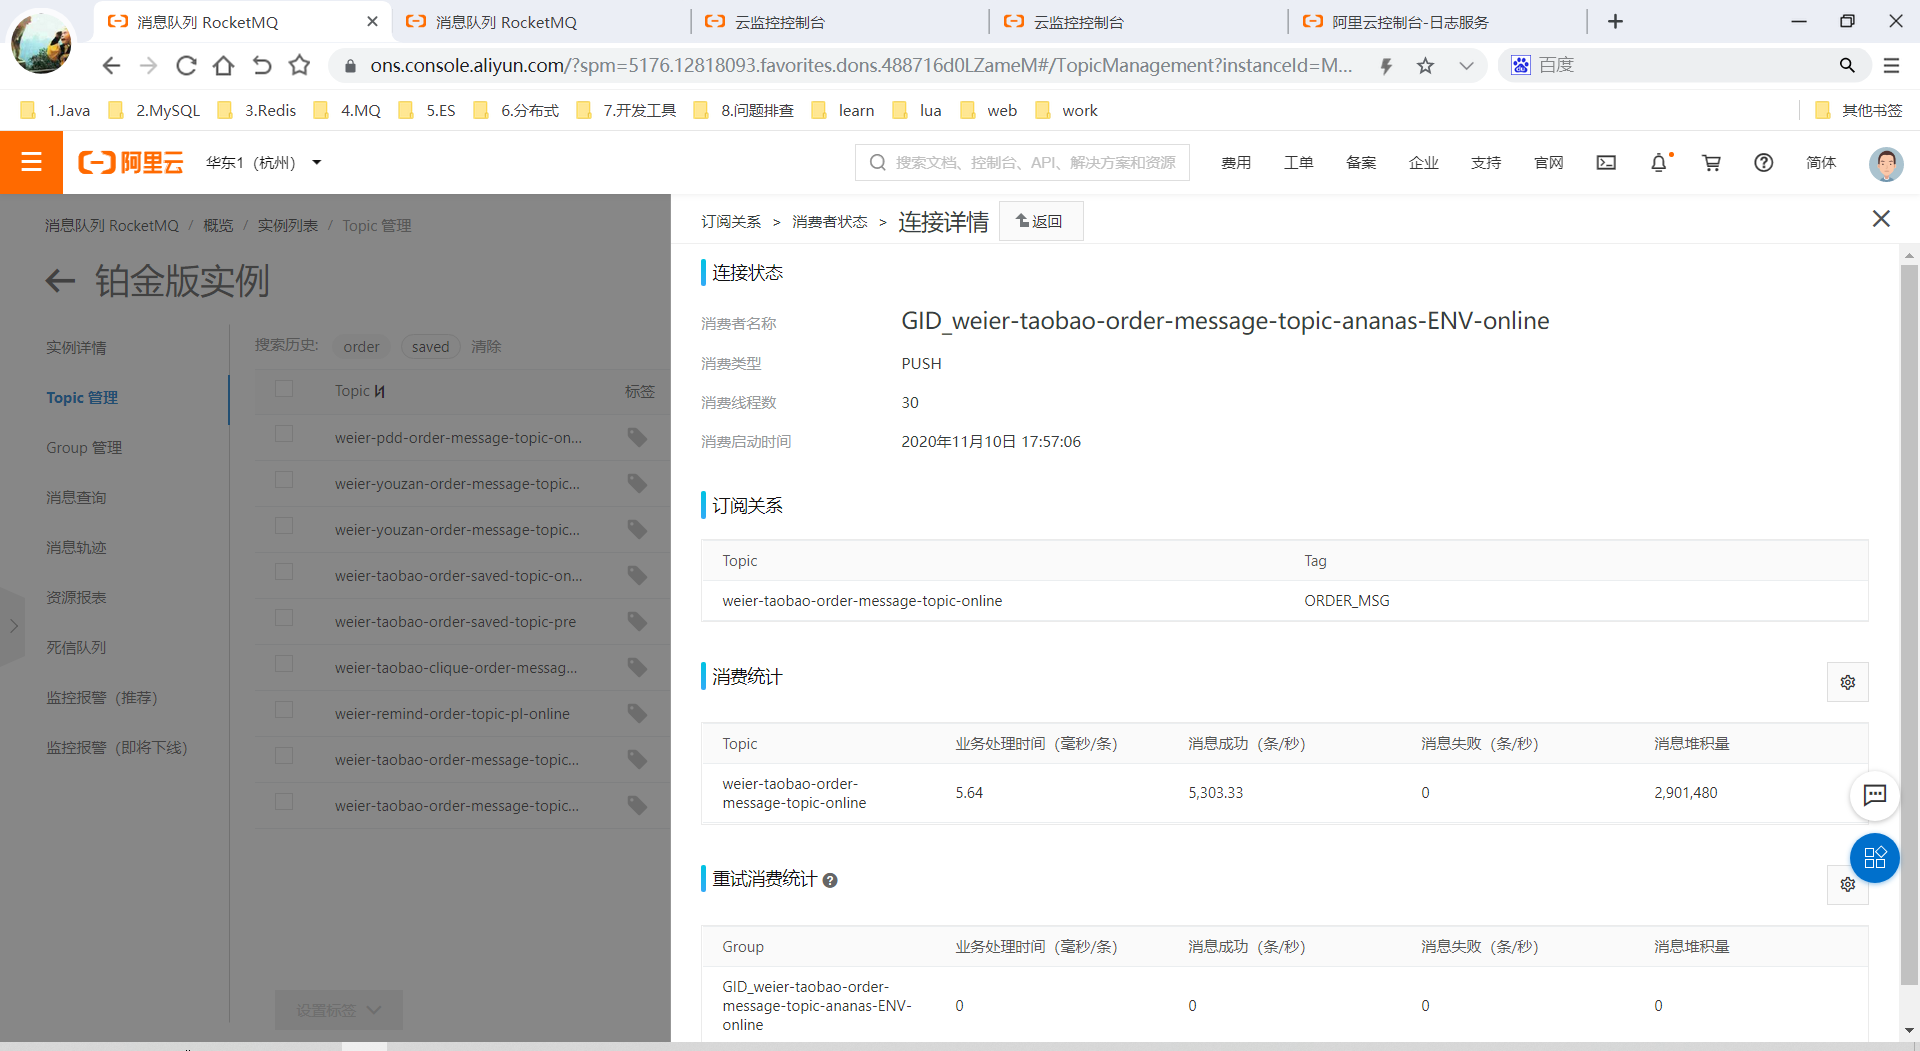 消息队列 RocketMQ
消息队列 RocketMQ
云监控控制台
云监控控制台
阿里云控制台-日志服务
ons.console.aliyun.com/?spm=5176.12818093.favorites.dons.488716d0LZameM#/TopicManagement?instanceId=M...
百度
1.Java
2.MySQL
3.Redis
4.MQ
5.ES
6.分布式
7.开发工具
8.问题排查
learn
lua
web
work
其他书签
阿里云
华东1（杭州）
搜索文档、控制台、API、解决方案和资源
费用
工单
备案
企业
支持
官网
简体
消息队列 RocketMQ / 概览 / 实例列表 / Topic 管理
铂金版实例
实例详情
Topic 管理
Group 管理
消息查询
消息轨迹
资源报表
死信队列
监控报警（推荐）
监控报警（即将下线）
搜索历史: order saved 清除
Topic 标签
weier-pdd-order-message-topic-on...
weier-youzan-order-message-topic...
weier-youzan-order-message-topic...
weier-taobao-order-saved-topic-on...
weier-taobao-order-saved-topic-pre
weier-taobao-clique-order-messag...
weier-remind-order-topic-pl-online
weier-taobao-order-message-topic...
weier-taobao-order-message-topic...
设置标签
订阅关系 > 消费者状态 > 连接详情 返回
连接状态
消费者名称 GID_weier-taobao-order-message-topic-ananas-ENV-online
消费类型 PUSH
消费线程数 30
消费启动时间 2020年11月10日 17:57:06
订阅关系
Topic Tag
weier-taobao-order-message-topic-online ORDER_MSG
消费统计
Topic 业务处理时间（毫秒/条） 消息成功（条/秒） 消息失败（条/秒） 消息堆积量
weier-taobao-order-
message-topic-online 5.64 5,303.33 0 2,901,480
重试消费统计
Group 业务处理时间（毫秒/条） 消息成功（条/秒） 消息失败（条/秒） 消息堆积量
GID_weier-taobao-order-
message-topic-ananas-ENV- 0 0 0 0
online